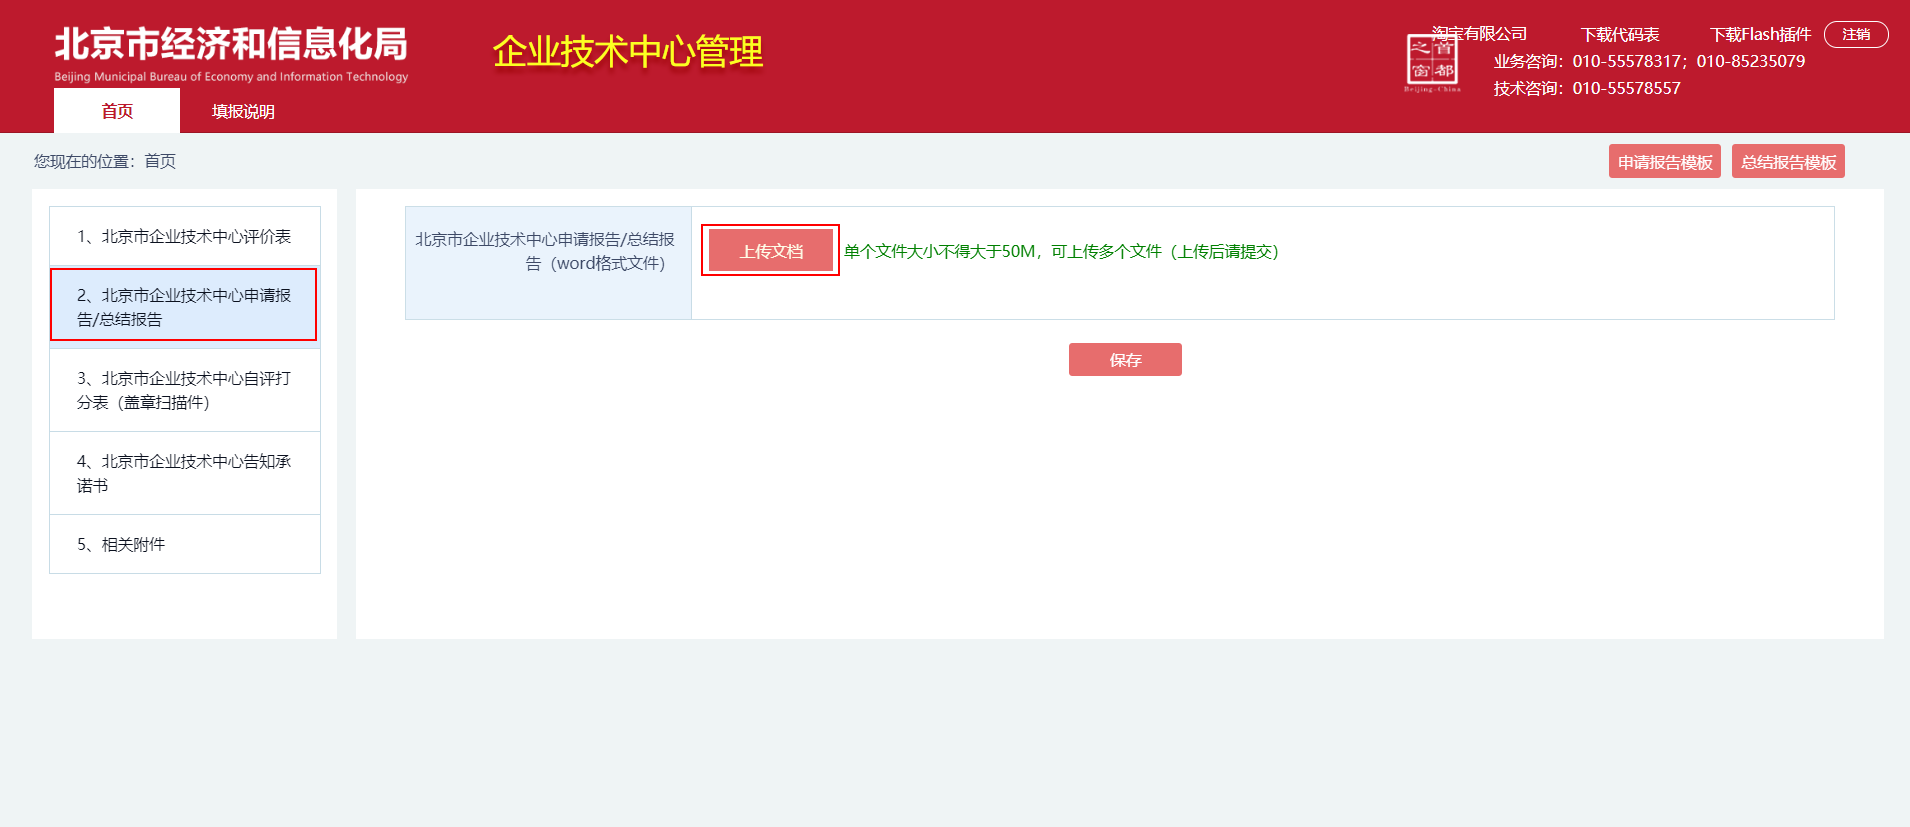 北京市经济和信息化局
Beijing Municipal Bureau of Economy and Information Technology
企业技术中心管理
淘宝有限公司
下载代码表
下载Flash插件
注销
首都之窗
Beijing-China
业务咨询：010-55578317；010-85235079
技术咨询：010-55578557
首页
填报说明
您现在的位置：首页
申请报告模板
总结报告模板
1、北京市企业技术中心评价表
2、北京市企业技术中心申请报
告/总结报告
3、北京市企业技术中心自评打
分表（盖章扫描件）
4、北京市企业技术中心告知承
诺书
5、相关附件
北京市企业技术中心申请报告/总结报
告（word格式文件）
上传文档
单个文件大小不得大于50M，可上传多个文件（上传后请提交）
保存